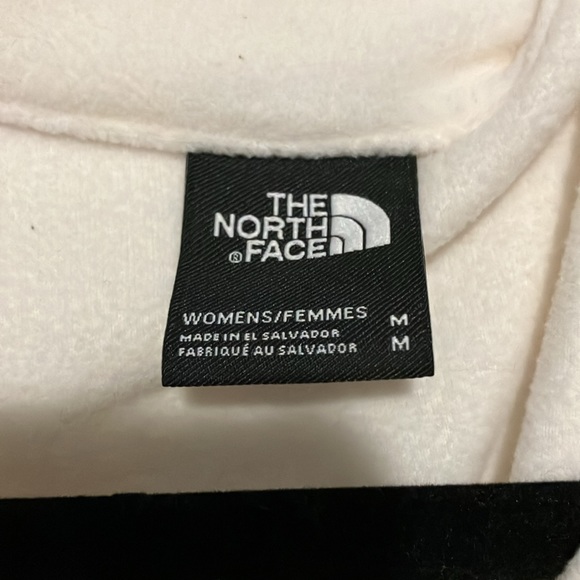 THE
NORTH
FACE
®
WOMENS/FEMMES M
MADE IN EL SALVADOR
FABRIQUÉ AU SALVADOR M